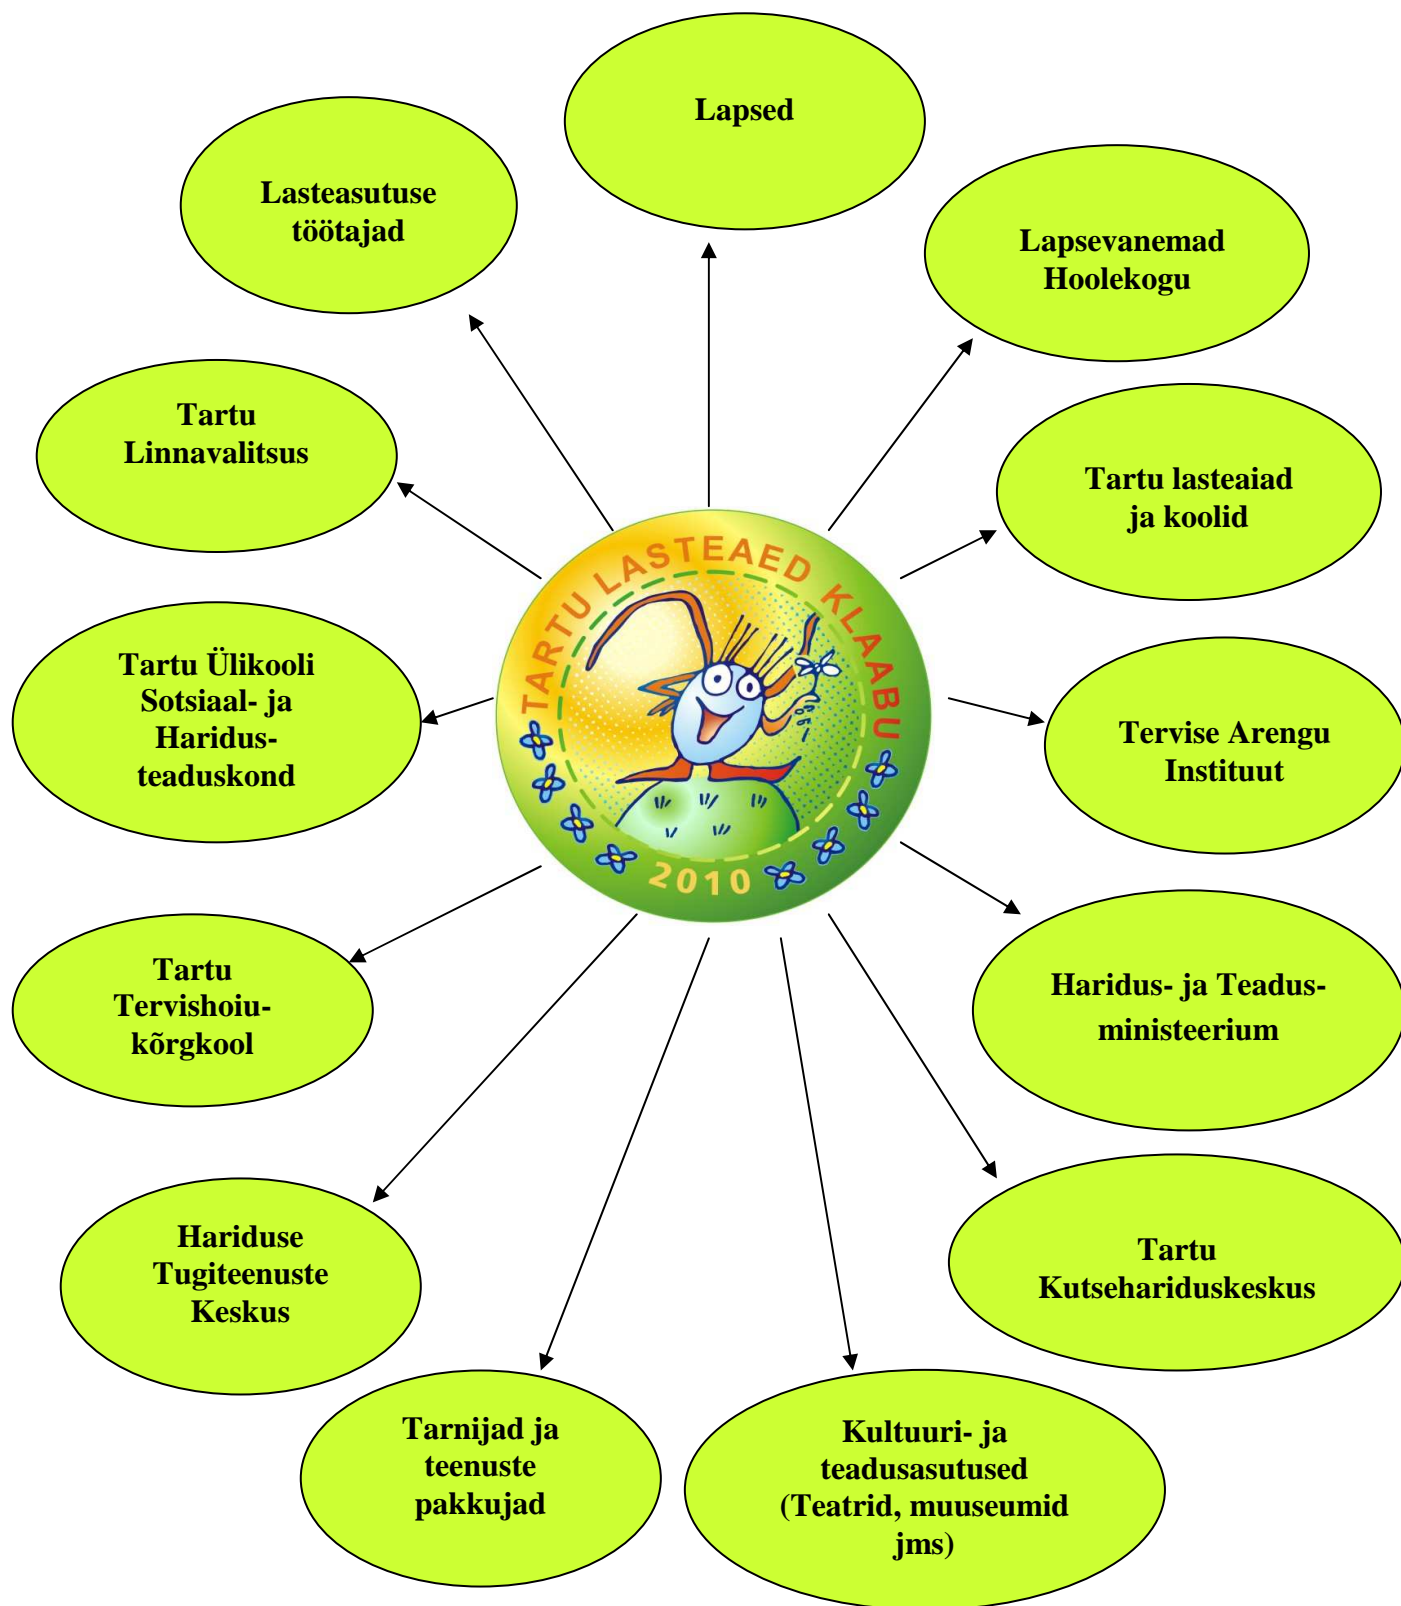 Lapsed
Lasteasutuse
töötajad
Lapsevanemad
Hoolekogu
Tartu
Linnavalitsus
Tartu lasteaiad
ja koolid
TARTU LASTEAED KLAABU
2010
Tartu Ülikooli
Sotsiaal- ja
Haridus-
teaduskond
Tervise Arengu
Instituut
Tartu
Tervishoiu-
kõrgkool
Haridus- ja Teadus-
ministeerium
Hariduse
Tugiteenuste
Keskus
Tartu
Kutsehariduskeskus
Tarnijad ja
teenuste
pakkujad
Kultuuri- ja
teadusasutused
(Teatrid, muuseumid
jms)